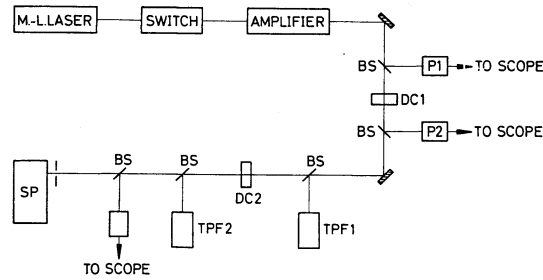 M.-L.LASER
SWITCH
AMPLIFIER
BS
P1
TO SCOPE
DC1
BS
P2
TO SCOPE
SP
BS
BS
DC2
BS
TPF2
TPF1
TO SCOPE